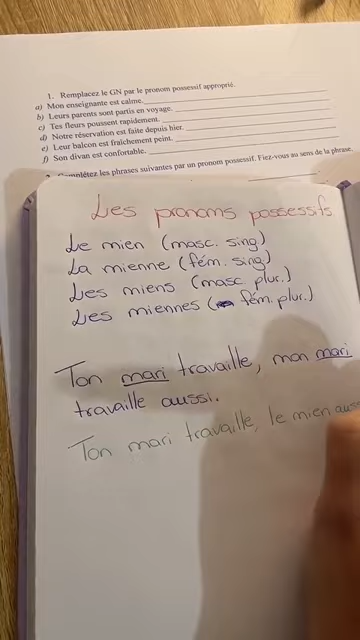 1. Remplacez le GN par le pronom possessif approprié.
a) Mon enseignante est calme.
b) Leurs parents sont partis en voyage.
c) Tes fleurs poussent rapidement.
d) Notre réservation est faite depuis hier.
e) Leur balcon est fraîchement peint.
f) Son divan est confortable.
complétez les phrases suivantes par un pronom possessif. Fiez-vous au sens de la phrase.
Les pronoms possessifs
Le mien (masc. sing)
La mienne (fém. sing)
Les miens (masc. plur.)
Les miennes (fém. plur.)
Ton mari travaille, mon mari
travaille aussi.
Ton mari travaille, le mien auss